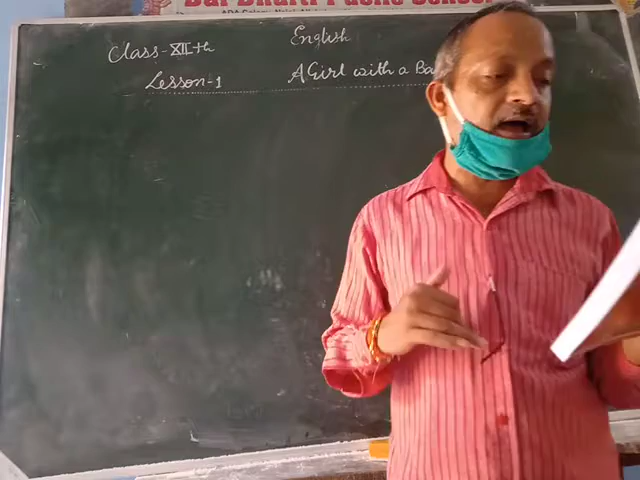 Bal Bharti Public School
English
Class-XII th
Lesson-1 A Girl with a